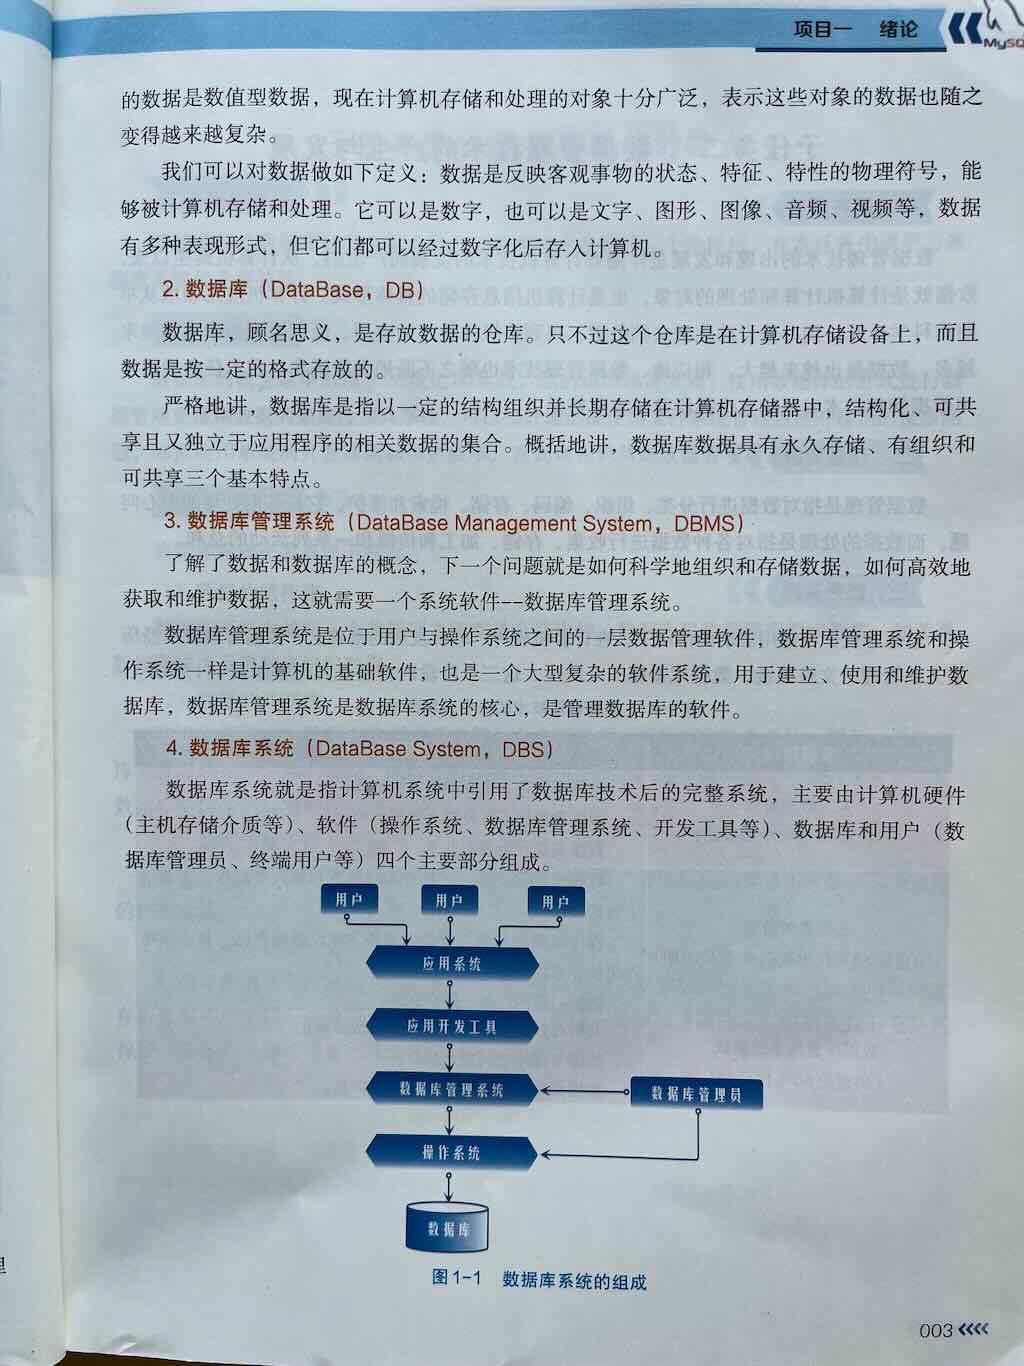 项目一 绪论
MySQ
的数据是数值型数据，现在计算机存储和处理的对象十分广泛，表示这些对象的数据也随之
变得越来越复杂。
我们可以对数据做如下定义：数据是反映客观事物的状态、特征、特性的物理符号，能
够被计算机存储和处理。它可以是数字，也可以是文字、图形、图像、音频、视频等，数据
有多种表现形式，但它们都可以经过数字化后存入计算机。
2. 数据库（DataBase，DB）
数据库，顾名思义，是存放数据的仓库。只不过这个仓库是在计算机存储设备上，而且
数据是按一定的格式存放的。
严格地讲，数据库是指以一定的结构组织并长期存储在计算机存储器中，结构化、可共
享且又独立于应用程序的相关数据的集合。概括地讲，数据库数据具有永久存储、有组织和
可共享三个基本特点。
3. 数据库管理系统（DataBase Management System，DBMS）
了解了数据和数据库的概念，下一个问题就是如何科学地组织和存储数据，如何高效地
获取和维护数据，这就需要一个系统软件--数据库管理系统。
数据库管理系统是位于用户与操作系统之间的一层数据管理软件，数据库管理系统和操
作系统一样是计算机的基础软件，也是一个大型复杂的软件系统，用于建立、使用和维护数
据库，数据库管理系统是数据库系统的核心，是管理数据库的软件。
4. 数据库系统（DataBase System，DBS）
数据库系统就是指计算机系统中引用了数据库技术后的完整系统，主要由计算机硬件
（主机存储介质等）、软件（操作系统、数据库管理系统、开发工具等）、数据库和用户（数
据库管理员、终端用户等）四个主要部分组成。
用户 用户 用户
应用系统
应用开发工具
数据库管理系统 数据库管理员
操作系统
数据库
图1-1 数据库系统的组成
003